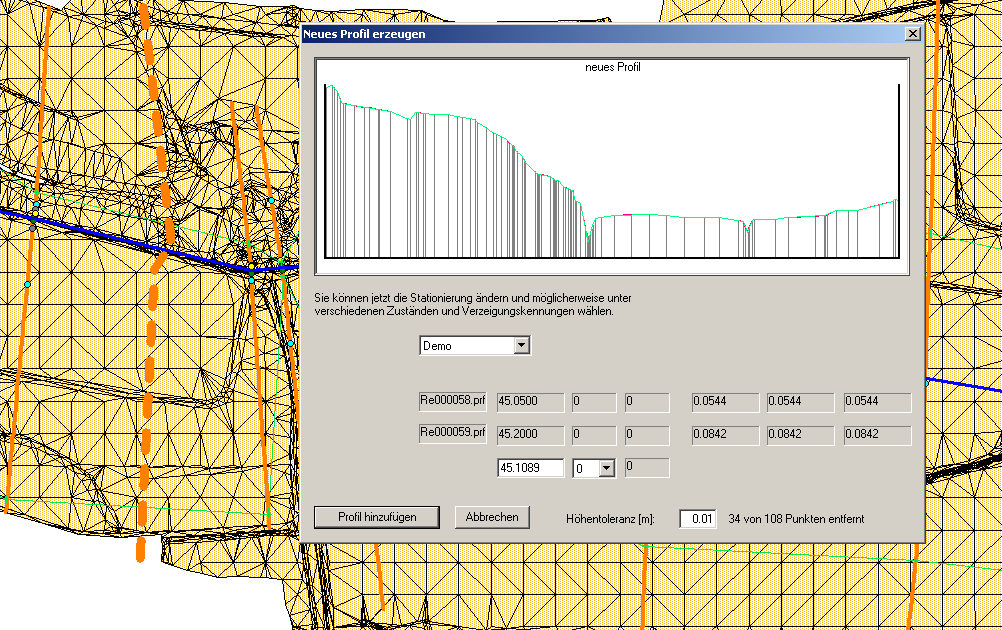 Neues Profil erzeugen
neues Profil
Sie können jetzt die Stationierung ändern und möglicherweise unter
verschiedenen Zuständen und Verzeigungskennungen wählen.
Demo
Re000058.prf 45.0500 0 0 0.0544 0.0544 0.0544
Re000059.prf 45.2000 0 0 0.0842 0.0842 0.0842
45.1089 0 0
Profil hinzufügen Abbrechen Höhentoleranz [m]: 0.01 34 von 108 Punkten entfernt